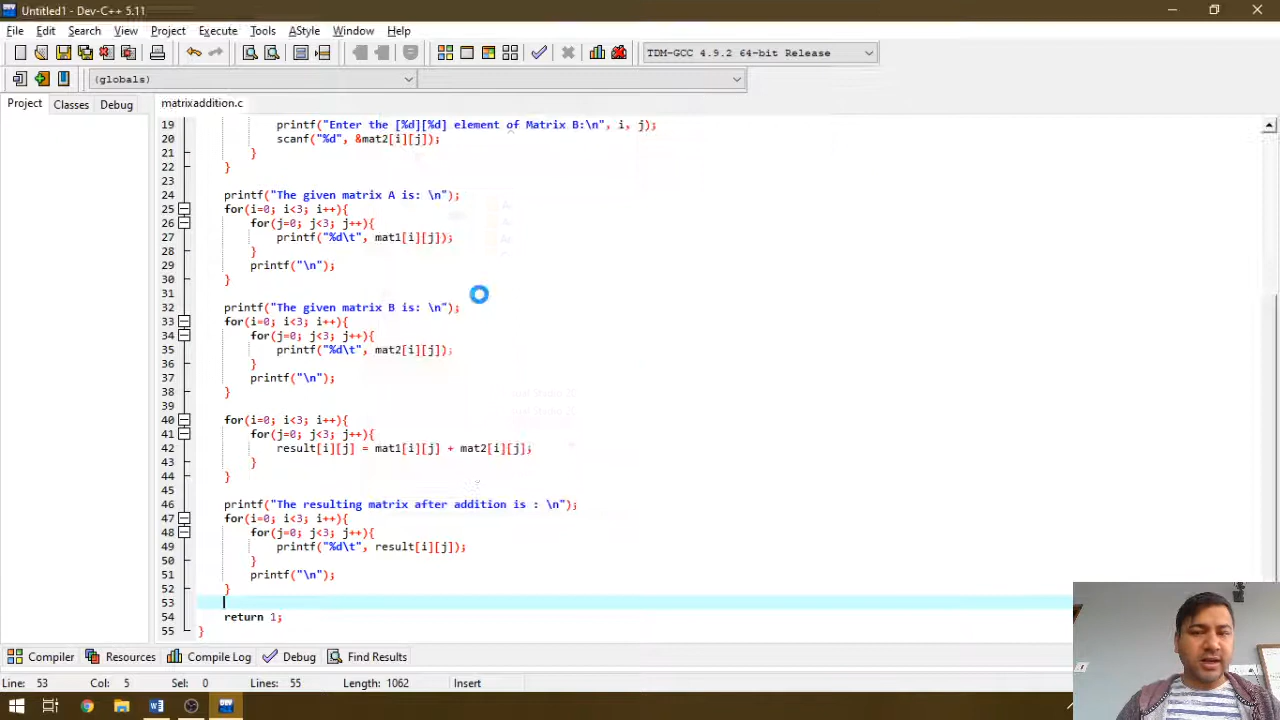 Untitled1 - Dev-C++ 5.11
File Edit Search View Project Execute Tools AStyle Window Help
TDM-GCC 4.9.2 64-bit Release
(globals)
Project Classes Debug matrixaddition.c
19 printf("Enter the [%d][%d] element of Matrix B:\n", i, j);
20 scanf("%d", &mat2[i][j]);
21 }
22 }
23
24 printf("The given matrix A is: \n");
25 for(i=0; i<3; i++){
26 for(j=0; j<3; j++){
27 printf("%d\t", mat1[i][j]);
28 }
29 printf("\n");
30 }
31
32 printf("The given matrix B is: \n");
33 for(i=0; i<3; i++){
34 for(j=0; j<3; j++){
35 printf("%d\t", mat2[i][j]);
36 }
37 printf("\n");
38 }
39
40 for(i=0; i<3; i++){
41 for(j=0; j<3; j++){
42 result[i][j] = mat1[i][j] + mat2[i][j];
43 }
44 }
45
46 printf("The resulting matrix after addition is : \n");
47 for(i=0; i<3; i++){
48 for(j=0; j<3; j++){
49 printf("%d\t", result[i][j]);
50 }
51 printf("\n");
52 }
53
54 return 1;
55 }
Compiler Resources Compile Log Debug Find Results
Line: 53 Col: 5 Sel: 0 Lines: 55 Length: 1062 Insert